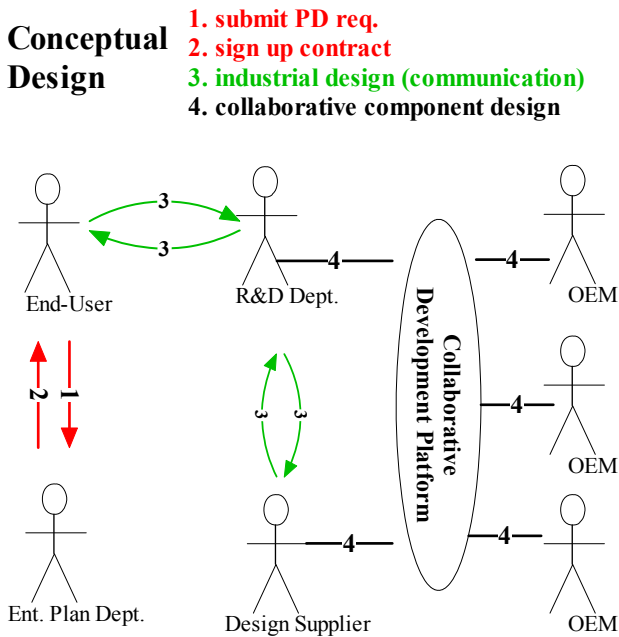 Conceptual
Design
1. submit PD req.
2. sign up contract
3. industrial design (communication)
4. collaborative component design
3
3
End-User
R&D Dept.
4
4
OEM
2
1
3
3
Collaborative
Development Platform
4
OEM
Ent. Plan Dept.
Design Supplier
4
4
OEM